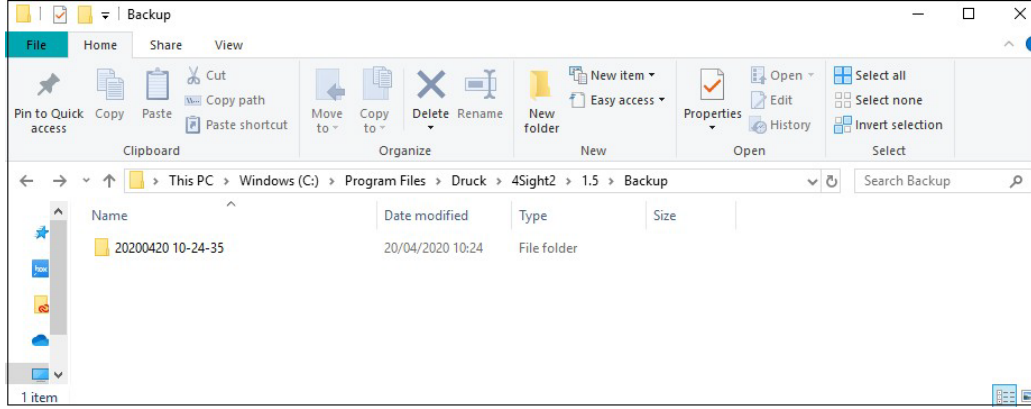 Backup
File Home Share View
Pin to Quick access
Copy
Paste
Cut
Copy path
Paste shortcut
Clipboard
Move to
Copy to
Delete
Rename
Organize
New folder
New item
Easy access
New
Properties
Open
Edit
History
Open
Select all
Select none
Invert selection
Select
This PC > Windows (C:) > Program Files > Druck > 4Sight2 > 1.5 > Backup
Search Backup
Name Date modified Type Size
20200420 10-24-35 20/04/2020 10:24 File folder
1 item